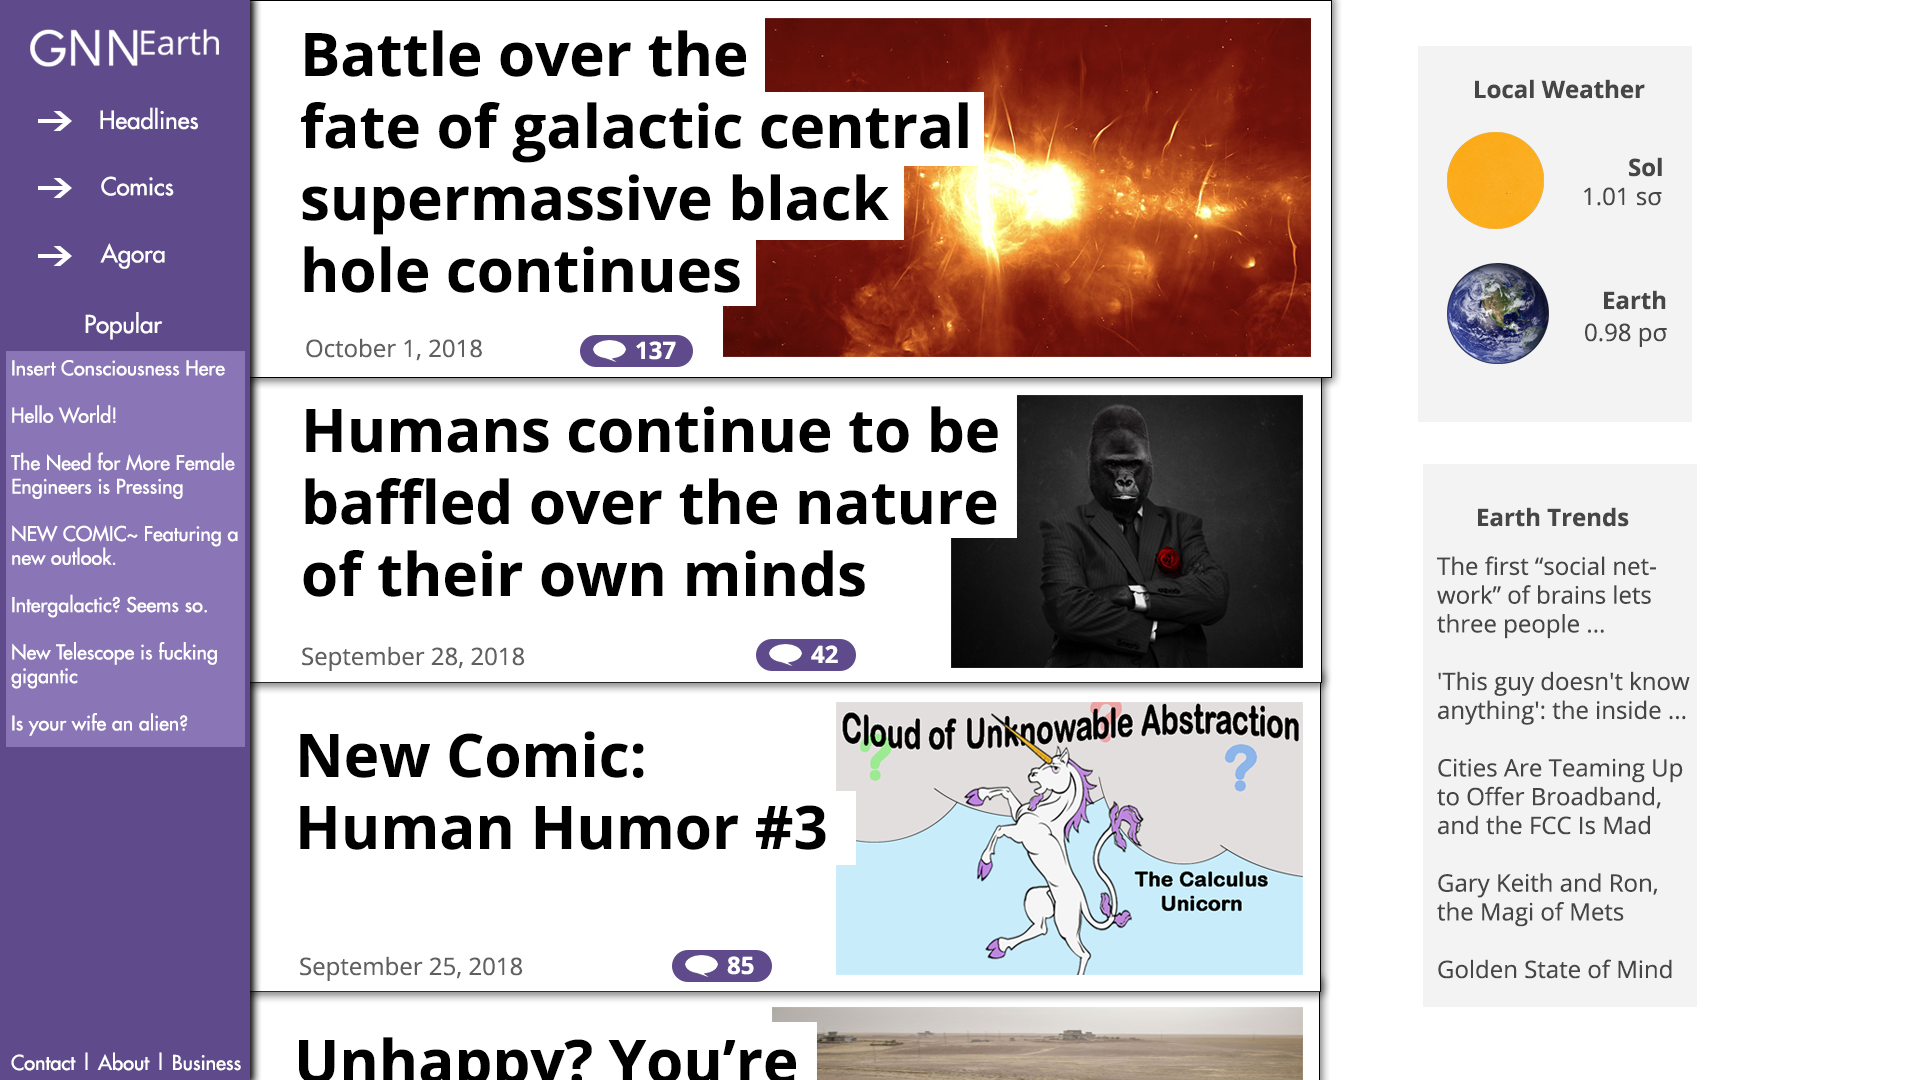 GNNEarth
Headlines
Comics
Agora
Popular
Insert Consciousness Here
Hello World!
The Need for More Female
Engineers is Pressing
NEW COMIC~ Featuring a
new outlook.
Intergalactic? Seems so.
New Telescope is fucking
gigantic
Is your wife an alien?
Contact | About | Business
Battle over the
fate of galactic central
supermassive black
hole continues
October 1, 2018
137
Humans continue to be
baffled over the nature
of their own minds
September 28, 2018
42
New Comic:
Human Humor #3
September 25, 2018
85
Cloud of Unknowable Abstraction
?
?
?
The Calculus
Unicorn
Unhappy? You’re
Local Weather
Sol
1.01 sσ
Earth
0.98 pσ
Earth Trends
The first “social net-
work” of brains lets
three people ...
'This guy doesn't know
anything': the inside ...
Cities Are Teaming Up
to Offer Broadband,
and the FCC Is Mad
Gary Keith and Ron,
the Magi of Mets
Golden State of Mind